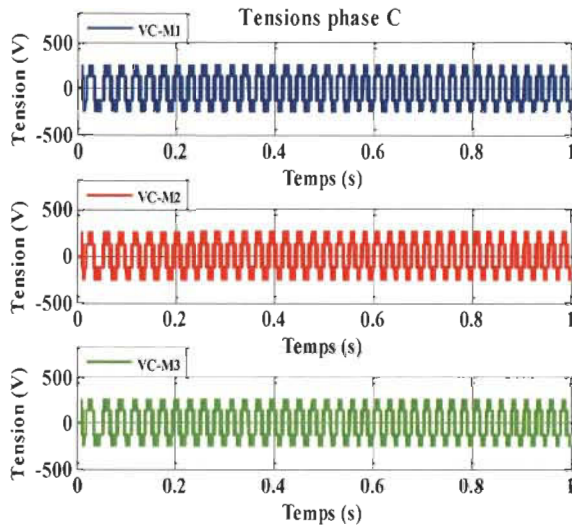 Tensions phase C
VC-M1
Tension (V)
500
0
-500
0 0.2 0.4 0.6 0.8 1
Temps (s)
VC-M2
Tension (V)
500
0
-500
0 0.2 0.4 0.6 0.8 1
Temps (s)
VC-M3
Tension (V)
500
0
-500
0 0.2 0.4 0.6 0.8 1
Temps (s)